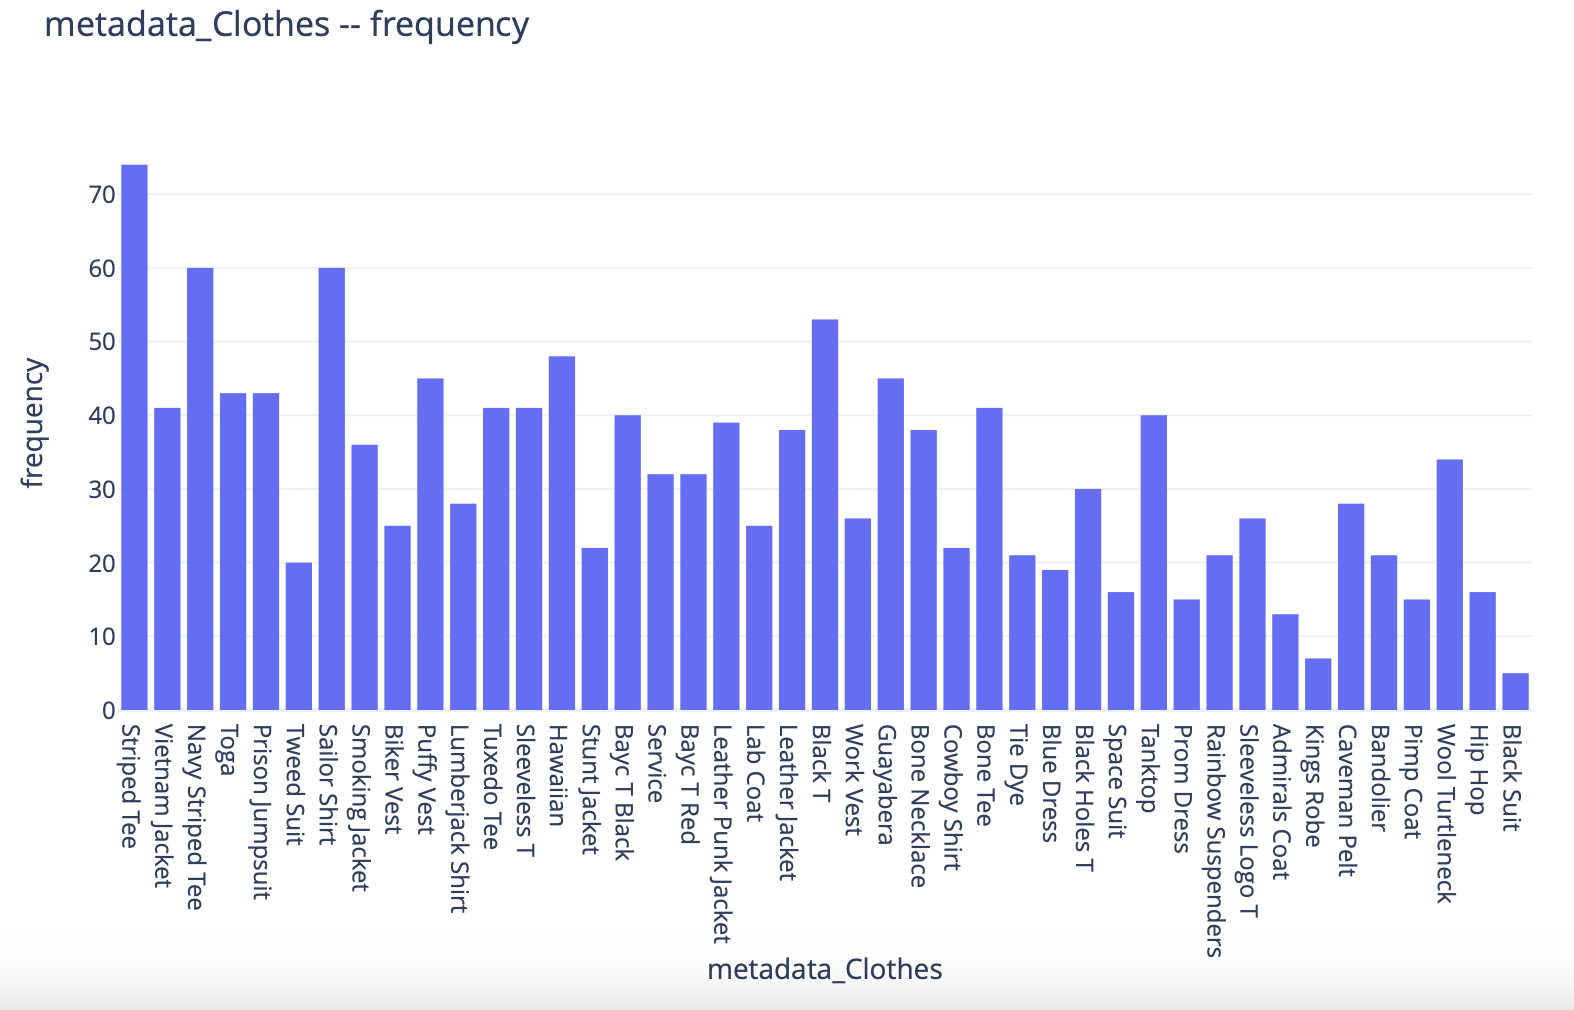 metadata_Clothes -- frequency
70
60
50
40
30
20
10
0
frequency
Striped Tee
Vietnam Jacket
Navy Striped Tee
Toga
Prison Jumpsuit
Tweed Suit
Sailor Shirt
Smoking Jacket
Biker Vest
Puffy Vest
Lumberjack Shirt
Tuxedo Tee
Sleeveless T
Hawaiian
Stunt Jacket
Bayc T Black
Service
Bayc T Red
Leather Punk Jacket
Lab Coat
Leather Jacket
Black T
Work Vest
Guayabera
Bone Necklace
Cowboy Shirt
Bone Tee
Tie Dye
Blue Dress
Black Holes T
Space Suit
Tanktop
Prom Dress
Rainbow Suspenders
Sleeveless Logo T
Admirals Coat
Kings Robe
Caveman Pelt
Bandolier
Pimp Coat
Wool Turtleneck
Hip Hop
Black Suit
metadata_Clothes